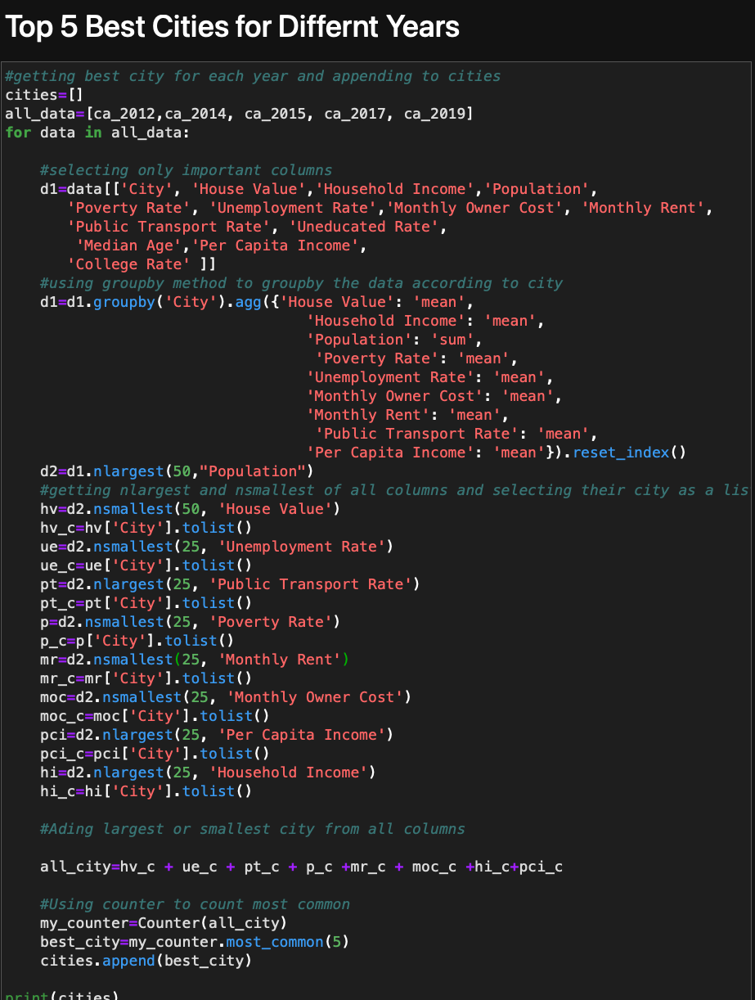 Top 5 Best Cities for Differnt Years
#getting best city for each year and appending to cities
cities=[]
all_data=[ca_2012,ca_2014, ca_2015, ca_2017, ca_2019]
for data in all_data:
#selecting only important columns
d1=data[['City', 'House Value','Household Income','Population',
'Poverty Rate', 'Unemployment Rate','Monthly Owner Cost', 'Monthly Rent',
'Public Transport Rate', 'Uneducated Rate',
'Median Age','Per Capita Income',
'College Rate' ]]
#using groupby method to groupby the data according to city
d1=d1.groupby('City').agg({'House Value': 'mean',
'Household Income': 'mean',
'Population': 'sum',
'Poverty Rate': 'mean',
'Unemployment Rate': 'mean',
'Monthly Owner Cost': 'mean',
'Monthly Rent': 'mean',
'Public Transport Rate': 'mean',
'Per Capita Income': 'mean'}).reset_index()
d2=d1.nlargest(50,"Population")
#getting nlargest and nsmallest of all columns and selecting their city as a lis
hv=d2.nsmallest(50, 'House Value')
hv_c=hv['City'].tolist()
ue=d2.nsmallest(25, 'Unemployment Rate')
ue_c=ue['City'].tolist()
pt=d2.nlargest(25, 'Public Transport Rate')
pt_c=pt['City'].tolist()
p=d2.nsmallest(25, 'Poverty Rate')
p_c=p['City'].tolist()
mr=d2.nsmallest(25, 'Monthly Rent')
mr_c=mr['City'].tolist()
moc=d2.nsmallest(25, 'Monthly Owner Cost')
moc_c=moc['City'].tolist()
pci=d2.nlargest(25, 'Per Capita Income')
pci_c=pci['City'].tolist()
hi=d2.nlargest(25, 'Household Income')
hi_c=hi['City'].tolist()
#Ading largest or smallest city from all columns
all_city=hv_c + ue_c + pt_c + p_c +mr_c + moc_c +hi_c+pci_c
#Using counter to count most common
my_counter=Counter(all_city)
best_city=my_counter.most_common(5)
cities.append(best_city)
print(cities)